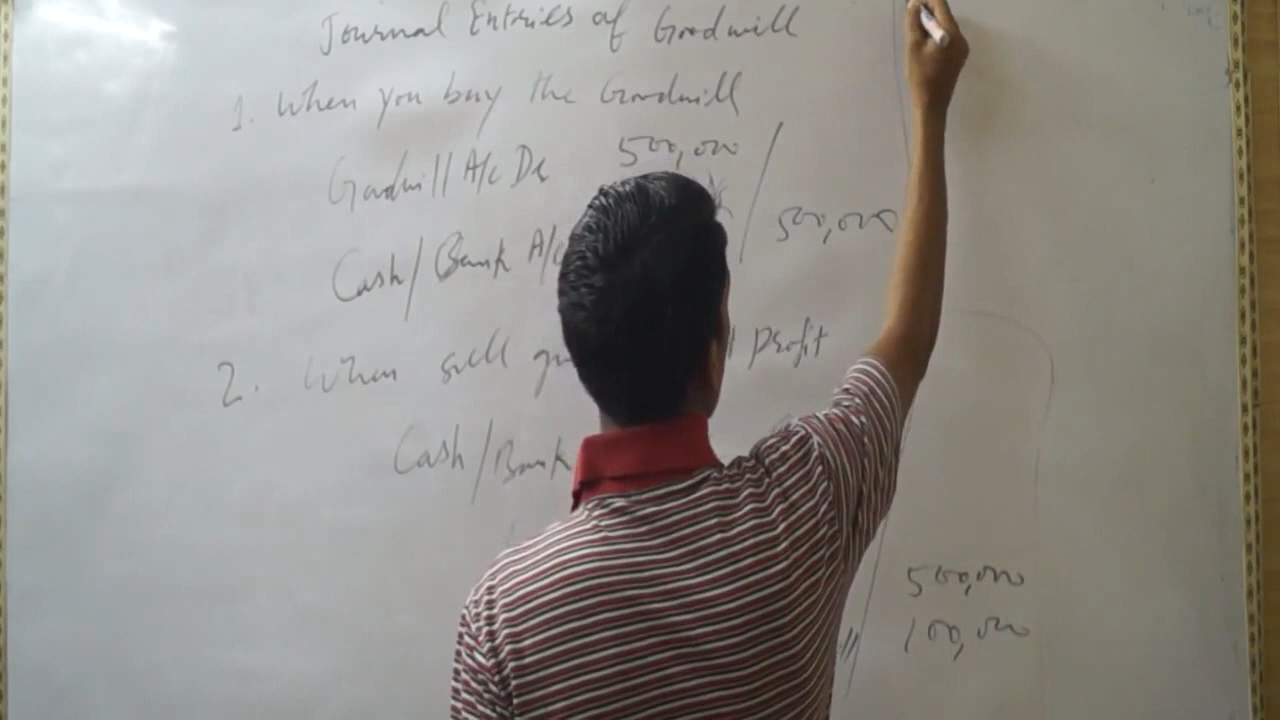 Journal Entries of Goodwill
1. When you buy the Goodwill
Goodwill A/c Dr 500,000
Cash/Bank A/c 500,000
2. When sell profit
Cash/Bank
500,000
100,000